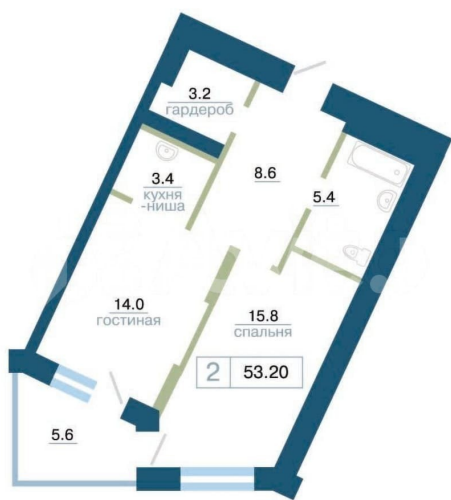 3.2
гардероб
3.4
кухня
-ниша
8.6
5.4
14.0
гостиная
15.8
спальня
2 53.20
5.6